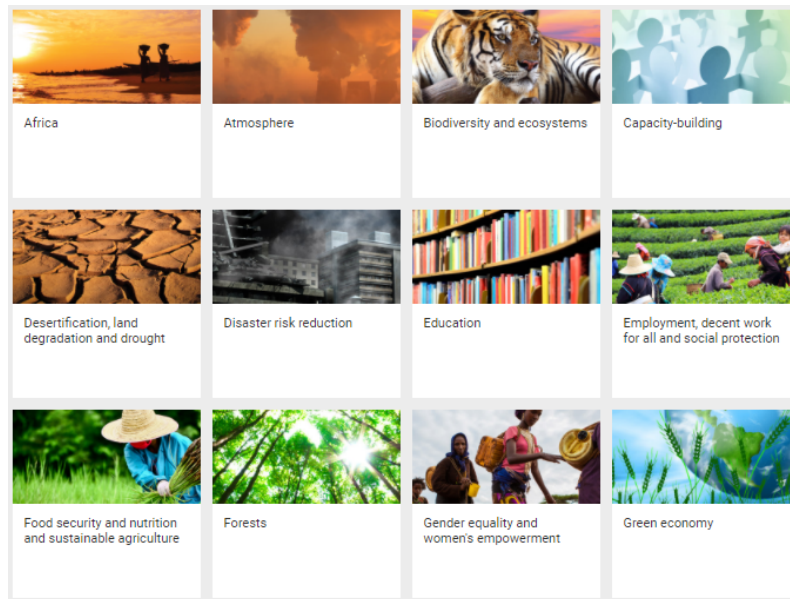 Africa
Atmosphere
Biodiversity and ecosystems
Capacity-building
Desertification, land
degradation and drought
Disaster risk reduction
Education
Employment, decent work
for all and social protection
Food security and nutrition
and sustainable agriculture
Forests
Gender equality and
women's empowerment
Green economy